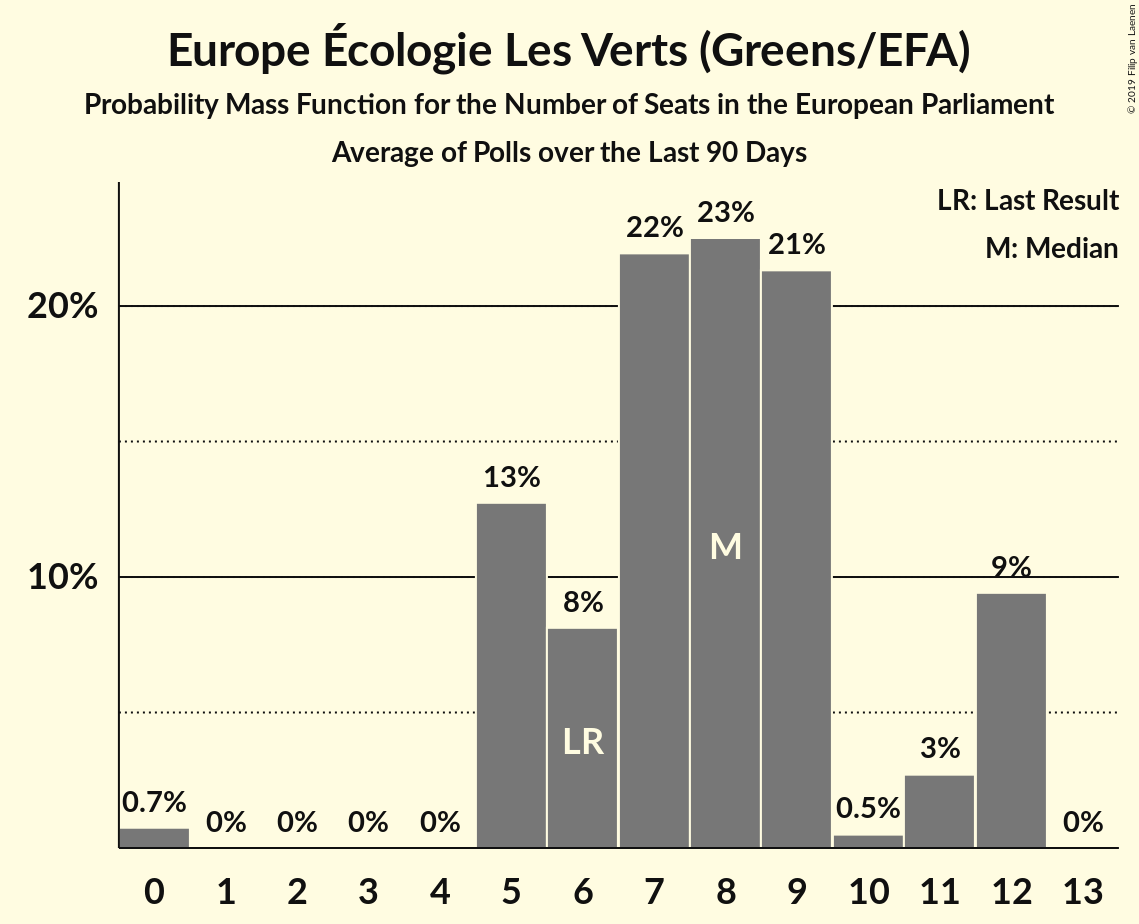 Europe Écologie Les Verts (Greens/EFA)
Probability Mass Function for the Number of Seats in the European Parliament
Average of Polls over the Last 90 Days
© 2019 Filip van Laenen
LR: Last Result
M: Median
20%
10%
0.7%
0%
0%
0%
0%
13%
8%
22%
23%
21%
0.5%
3%
9%
0%
LR
M
0 1 2 3 4 5 6 7 8 9 10 11 12 13